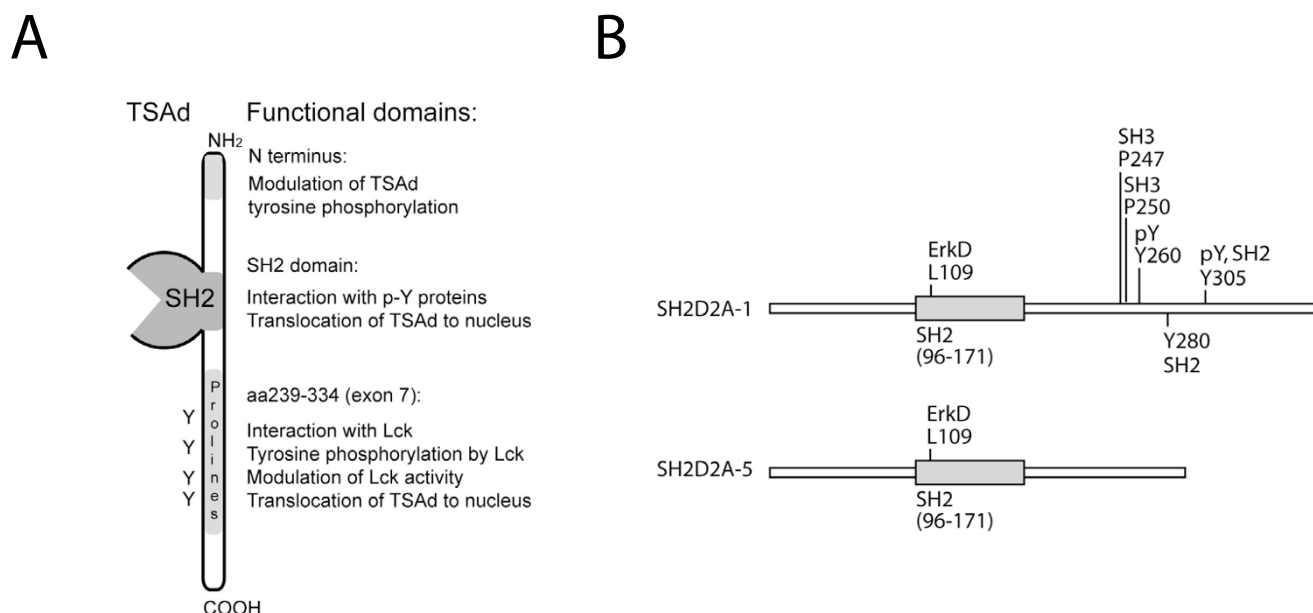 A
TSAd
Functional domains:
NH2
N terminus:
Modulation of TSAd
tyrosine phosphorylation
SH2
SH2 domain:
Interaction with p-Y proteins
Translocation of TSAd to nucleus
Prolines
Y
Y
Y
Y
aa239-334 (exon 7):
Interaction with Lck
Tyrosine phosphorylation by Lck
Modulation of Lck activity
Translocation of TSAd to nucleus
COOH
B
SH2D2A-1
ErkD
L109
SH2
(96-171)
SH3
P247
SH3
P250
pY
Y260
pY, SH2
Y305
Y280
SH2
SH2D2A-5
ErkD
L109
SH2
(96-171)